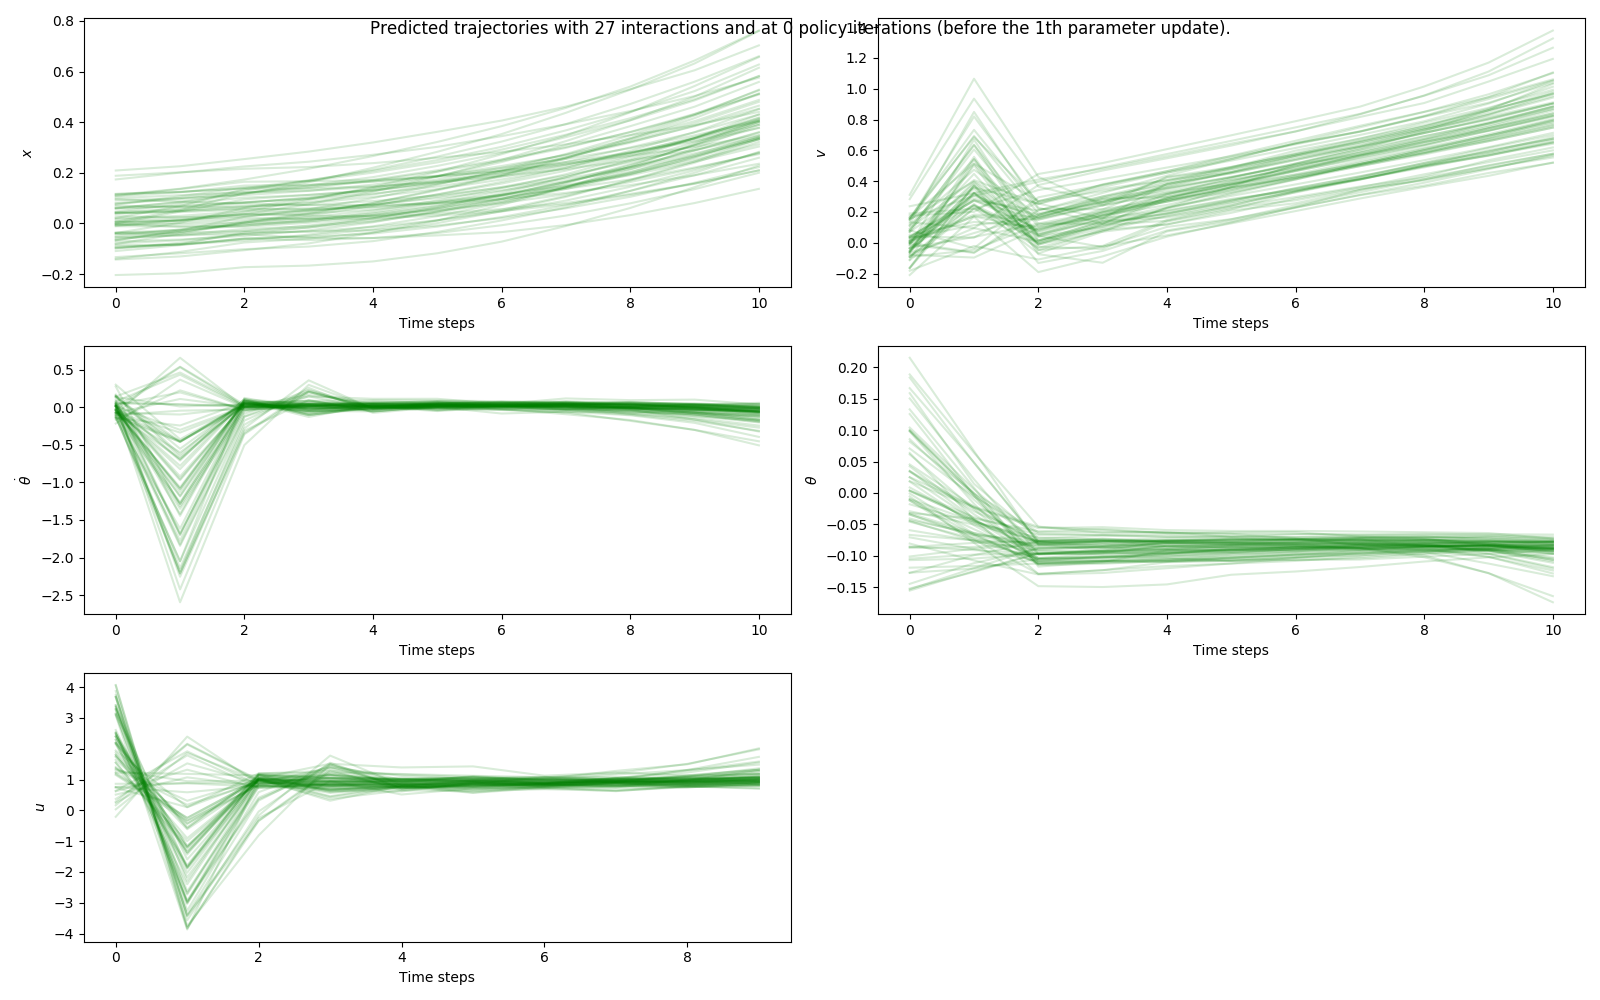 Predicted trajectories with 27 interactions and at 0 policy iterations (before the 1th parameter update).
0.8
0.6
0.4
0.2
0.0
−0.2
x
0 2 4 6 8 10
Time steps
1.4
1.2
1.0
0.8
0.6
0.4
0.2
0.0
−0.2
v
0 2 4 6 8 10
Time steps
0.5
0.0
−0.5
−1.0
−1.5
−2.0
−2.5
θ̇
0 2 4 6 8 10
Time steps
0.20
0.15
0.10
0.05
0.00
−0.05
−0.10
−0.15
θ
0 2 4 6 8 10
Time steps
4
3
2
1
0
−1
−2
−3
−4
u
0 2 4 6 8
Time steps